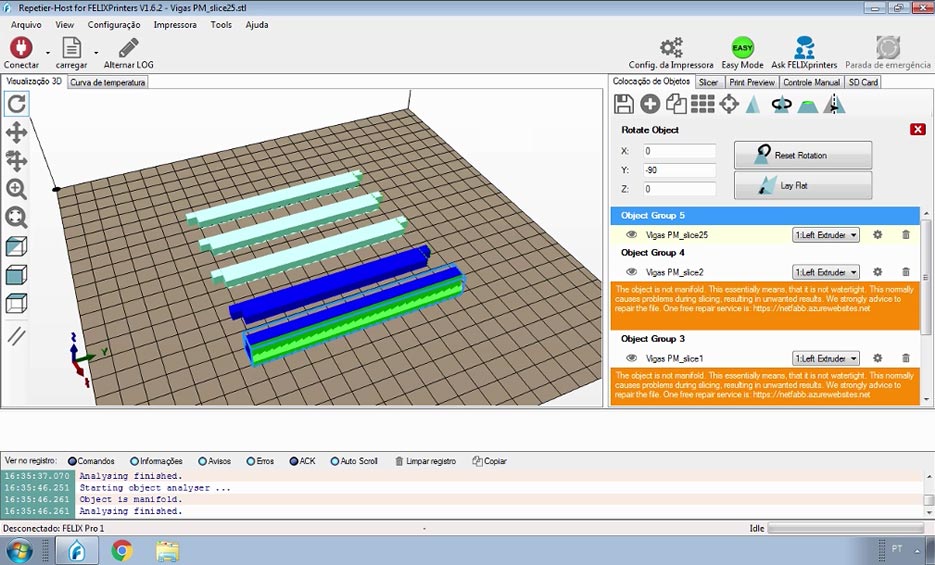 Repetier-Host for FELIXPrinters V1.6.2 - Vigas PM_slice25.stl
Arquivo View Configuração Impressora Tools Ajuda
EASY
Conectar carregar Alternar LOG Config. da Impressora Easy Mode Ask FELIXprinters Parada de emergência
Visualização 3D Curva de temperatura Colocação de Objetos Slicer Print Preview Controle Manual SD Card
Rotate Object
X: 0 Reset Rotation
Y: -90
Z: 0 Lay Flat
Object Group 5
Vigas PM_slice25 1:Left Extruder
Object Group 4
Vigas PM_slice2 1:Left Extruder
The object is not manifold. This essentially means, that it is not watertight. This normally
causes problems during slicing, resulting in unwanted results. We strongly advice to
repair the file. One free repair service is: https://netfabb.azurewebsites.net
Object Group 3
Vigas PM_slice1 1:Left Extruder
The object is not manifold. This essentially means, that it is not watertight. This normally
causes problems during slicing, resulting in unwanted results. We strongly advice to
repair the file. One free repair service is: https://netfabb.azurewebsites.net
Y
Ver no registro: Comandos Informações Avisos Erros ACK Auto Scroll Limpar registro Copiar
16:35:37.070 Analysing finished.
16:35:46.251 Starting object analyser ...
16:35:46.261 Object is manifold.
16:35:46.261 Analysing finished.
Desconectado: FELIX Pro 1 - Idle
PT